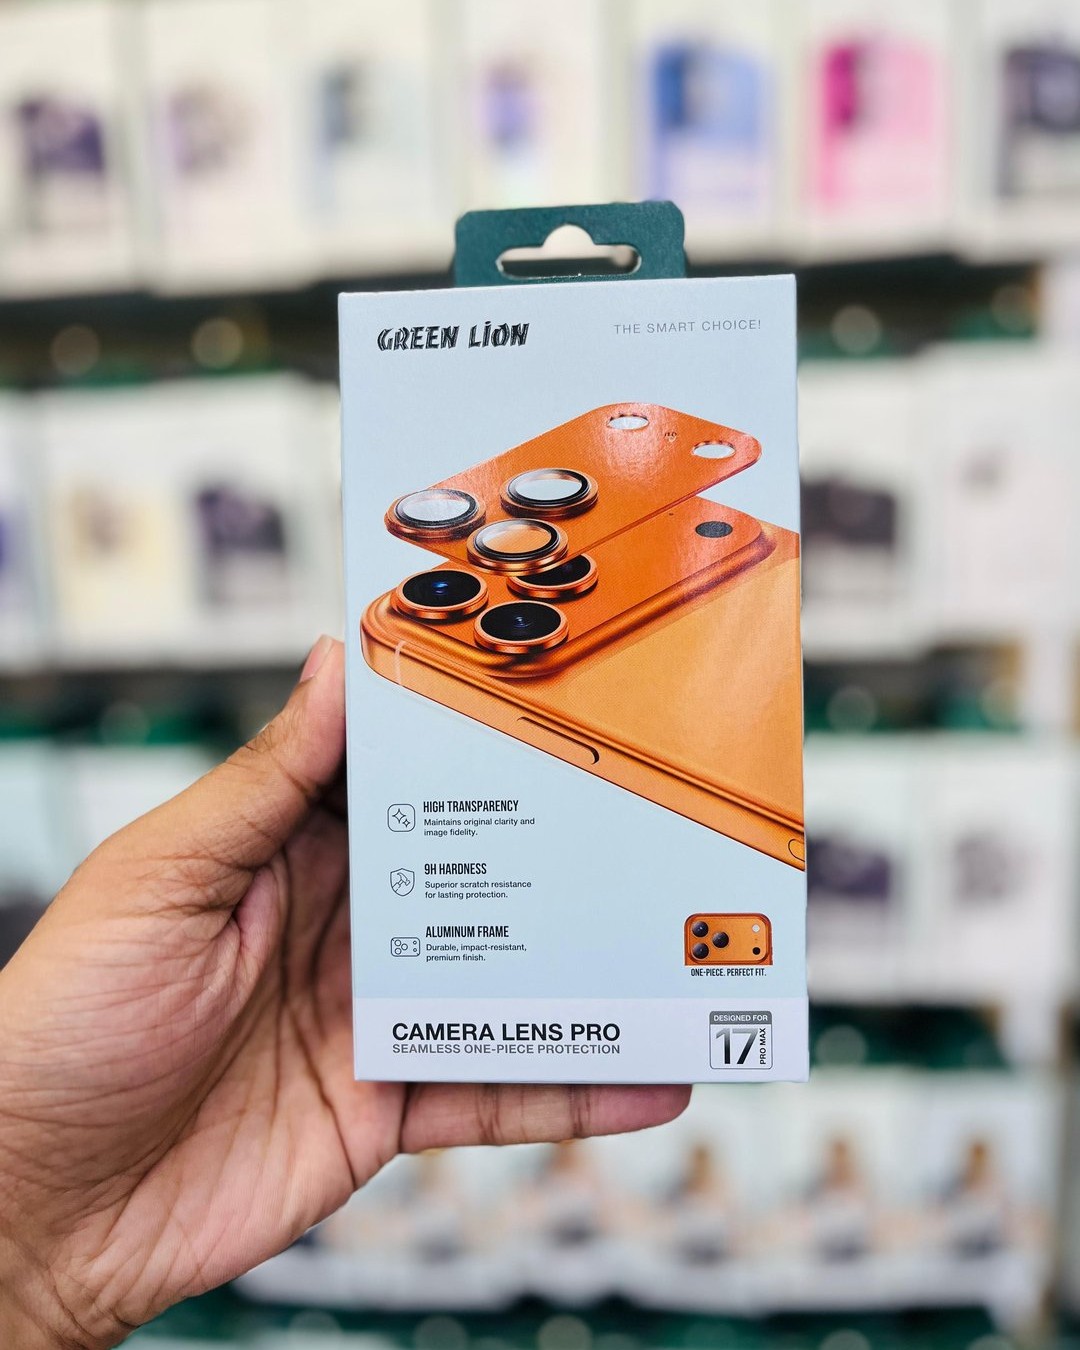 GREEN LiON
THE SMART CHOICE!
HIGH TRANSPARENCY
Maintains original clarity and
image fidelity.
9H HARDNESS
Superior scratch resistance
for lasting protection.
ALUMINUM FRAME
Durable, impact-resistant,
premium finish.
ONE-PIECE. PERFECT FIT.
CAMERA LENS PRO
SEAMLESS ONE-PIECE PROTECTION
DESIGNED FOR
17 PRO MAX